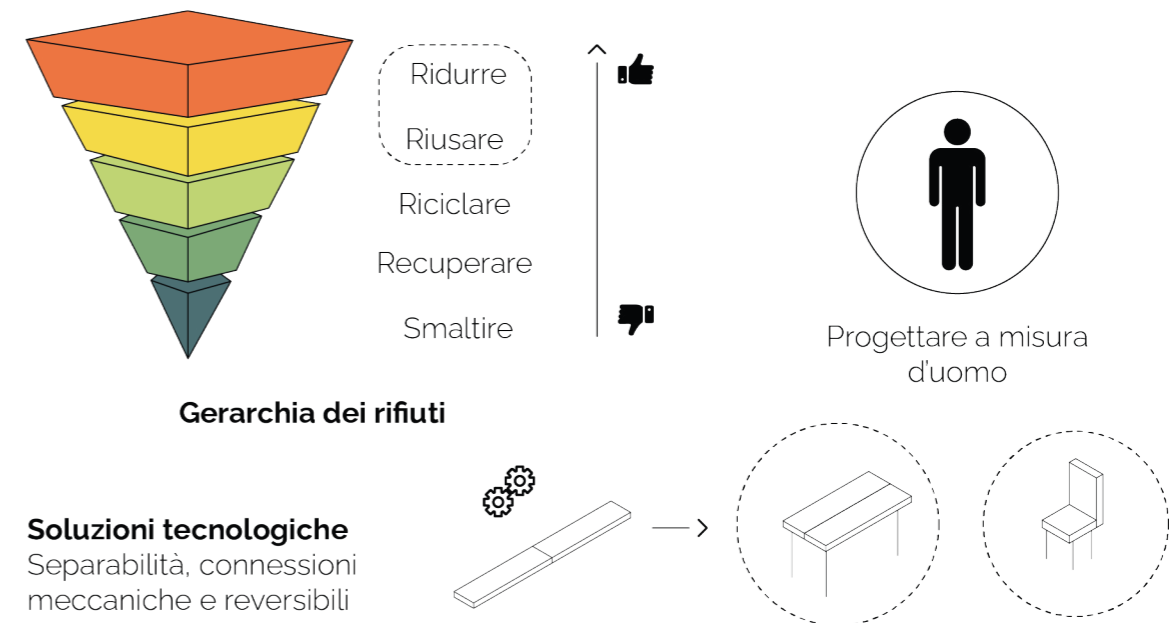 Ridurre
Riusare
Riciclare
Recuperare
Smaltire
Gerarchia dei rifiuti
Progettare a misura
d'uomo
Soluzioni tecnologiche
Separabilità, connessioni
meccaniche e reversibili